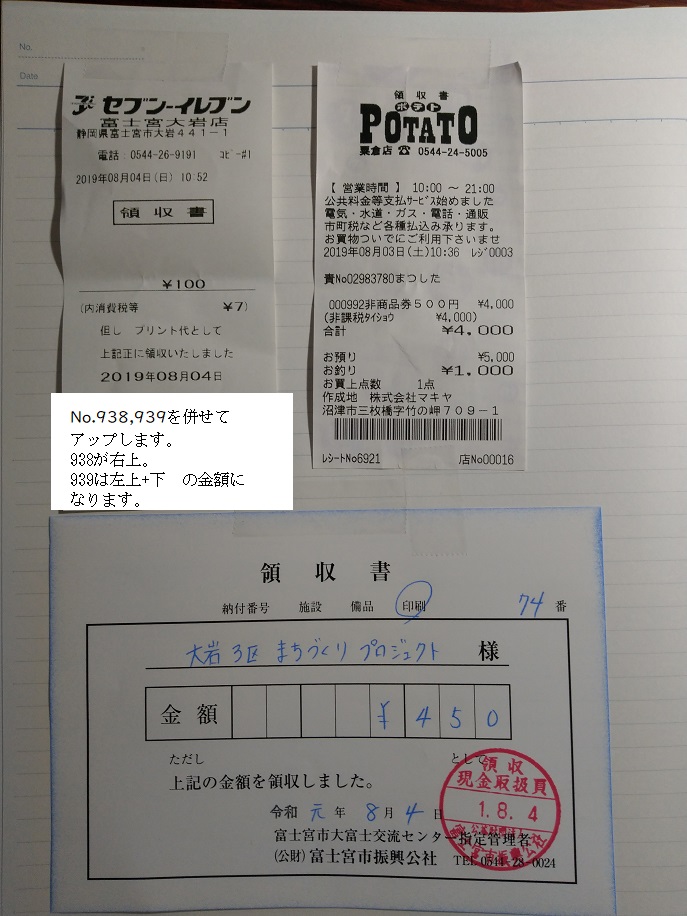 No.
Date
セブン-イレブン
富士宮大岩店
静岡県富士宮市大岩441-1
電話:0544-26-9191 コピー#1
2019年08月04日(日) 10:52
領収書
¥100
(内消費税等 ¥7)
但し プリント代として
上記正に領収いたしました
2019年08月04日
領収書
ポテト
POTATO
粟倉店 ☎ 0544-24-5005
【 営業時間 】 10:00 ~ 21:00
公共料金等支払サービス始めました
電気・水道・ガス・電話・通販
市町税など各種払込み承ります。
お買物ついでにご利用下さいませ
2019年08月03日(土)10:36 レジ0003
責No02983780まつした
000992非商品券500円 ¥4,000
(非課税タイショウ ¥4,000)
合計 ¥4,000
お預り ¥5,000
お釣り ¥1,000
お買上点数 1点
作成地 株式会社マキヤ
沼津市三枚橋字竹の岬709-1
レシートNo6921 店No00016
No.938,939を併せて
アップします。
938が右上。
939は左上+下 の金額に
なります。
領収書
納付番号 施設 備品 印刷 74 番
大岩3区 まちづくり プロジェクト 様
金額 ¥450
ただし として
上記の金額を領収しました。
令和 元 年 8 月 4 日
富士宮市大富士交流センター指定管理者
(公財)富士宮市振興公社 TEL 0544-28-0024
領収
現金取扱員
1.8.4